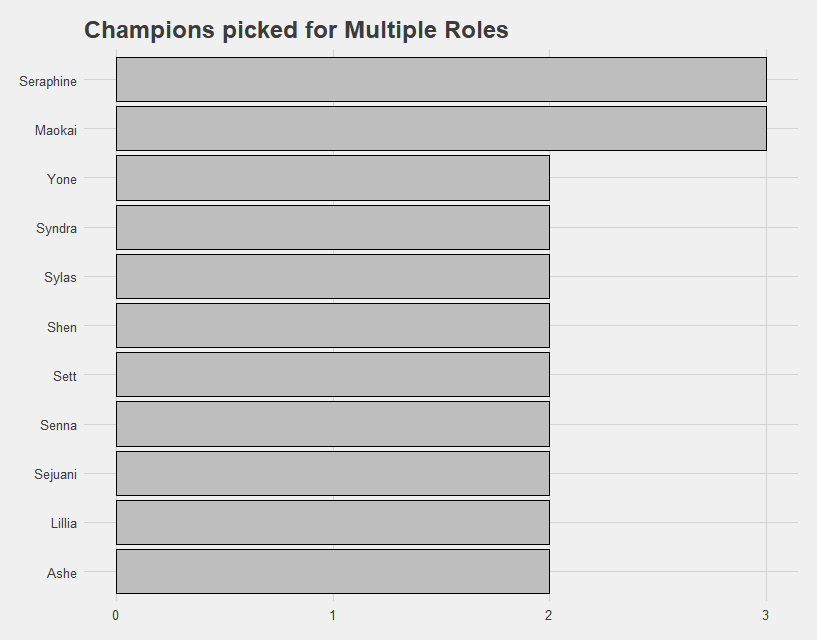 Champions picked for Multiple Roles
Seraphine
Maokai
Yone
Syndra
Sylas
Shen
Sett
Senna
Sejuani
Lillia
Ashe
0 1 2 3